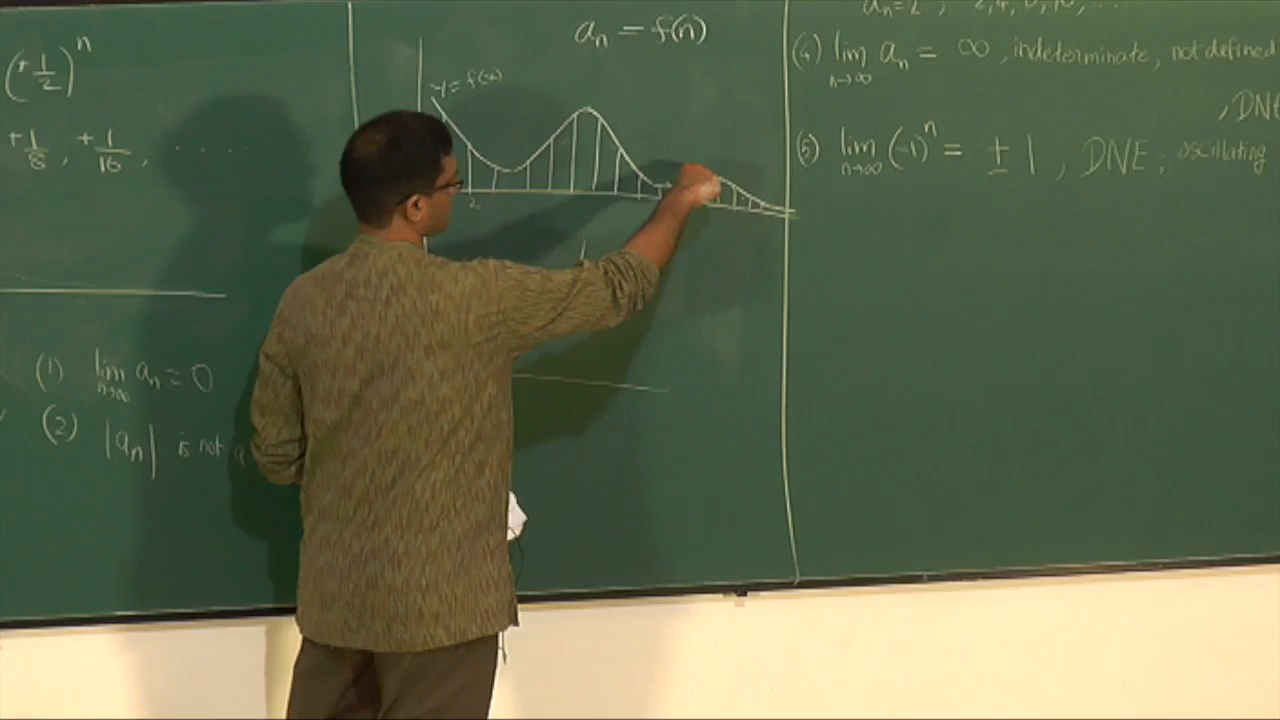 (+1/2)^n
+1/8 , +1/16 , .......
(1) lim n→∞ an = 0
(2) |an| is not a
an = f(n)
y = f(x)
(4) lim n→∞ an = ∞ , indeterminate, not-defined
, DNE
(5) lim n→∞ (-1)^n = ± 1 , DNE ; oscillating